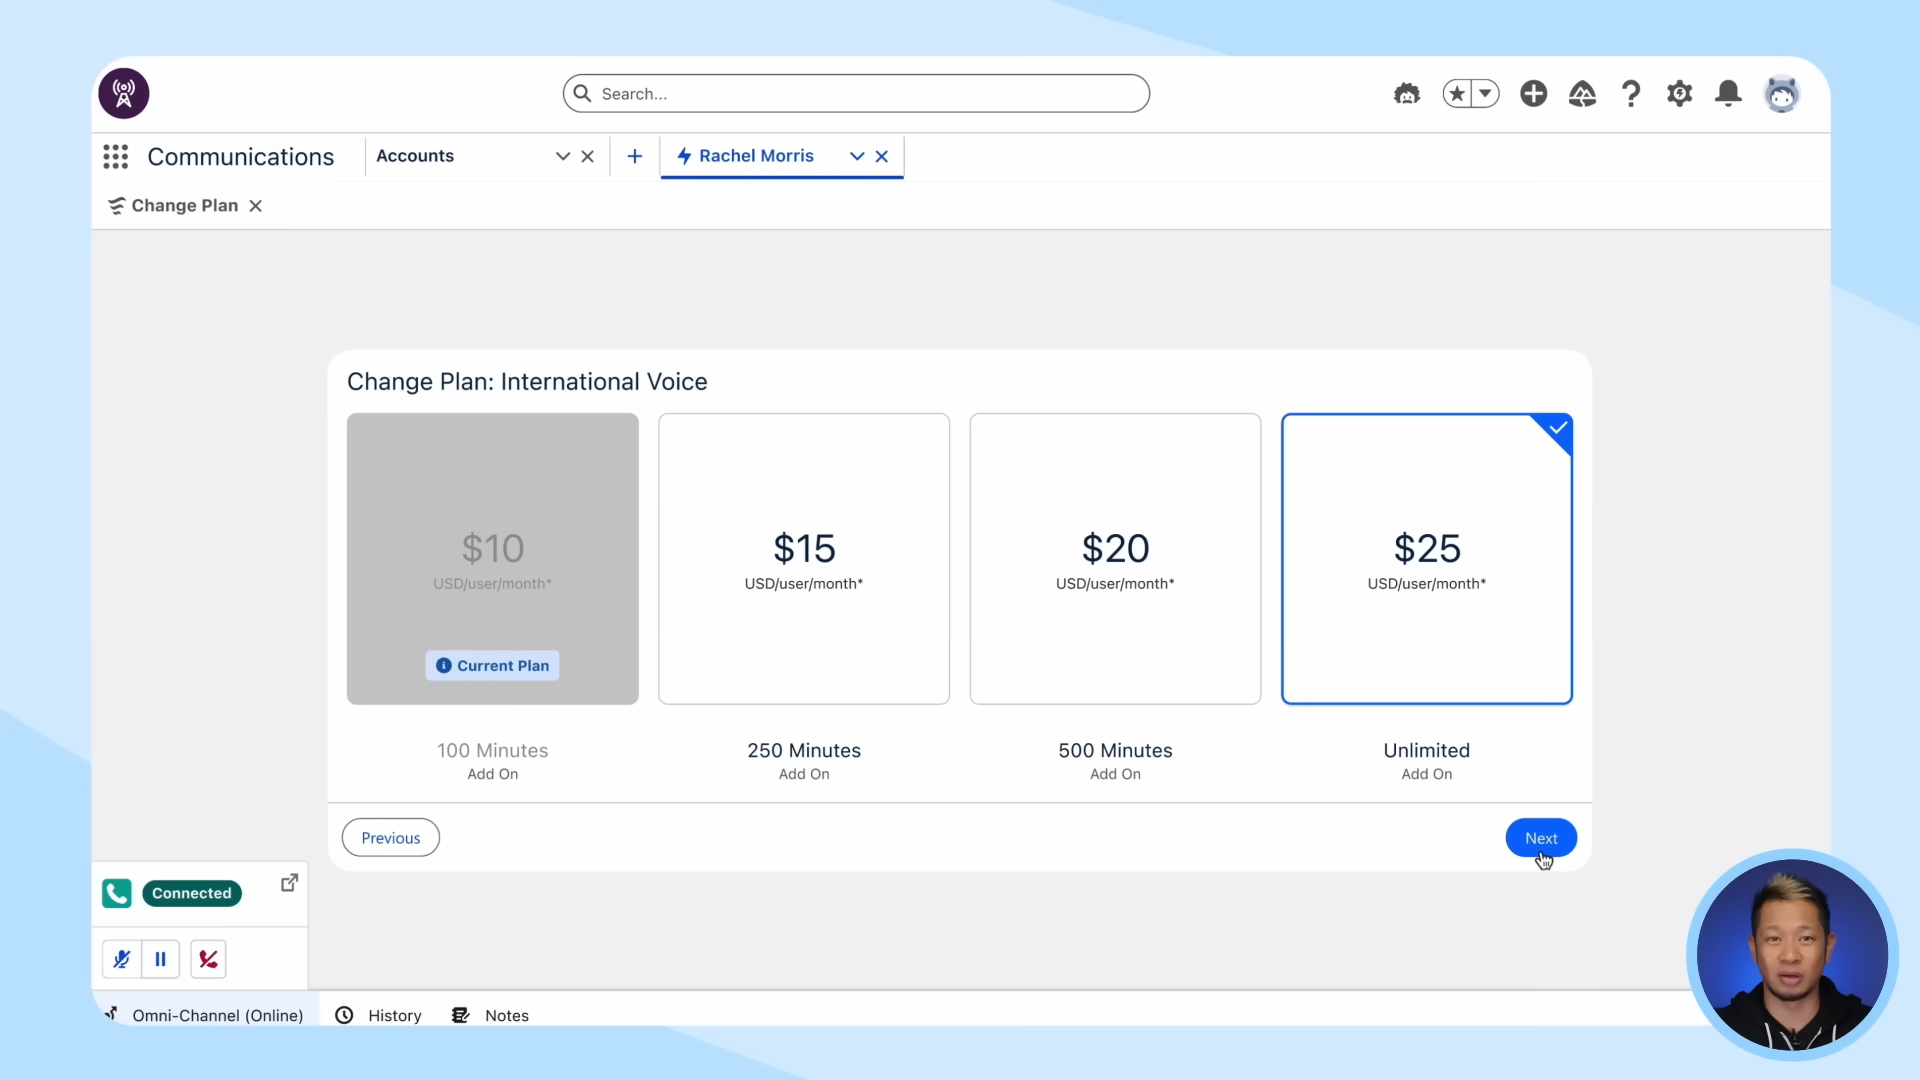 Search...
Communications
Accounts
Rachel Morris
Change Plan
Change Plan: International Voice
$10
USD/user/month*
Current Plan
100 Minutes
Add On
$15
USD/user/month*
250 Minutes
Add On
$20
USD/user/month*
500 Minutes
Add On
$25
USD/user/month*
Unlimited
Add On
Previous
Next
Connected
Omni-Channel (Online)
History
Notes